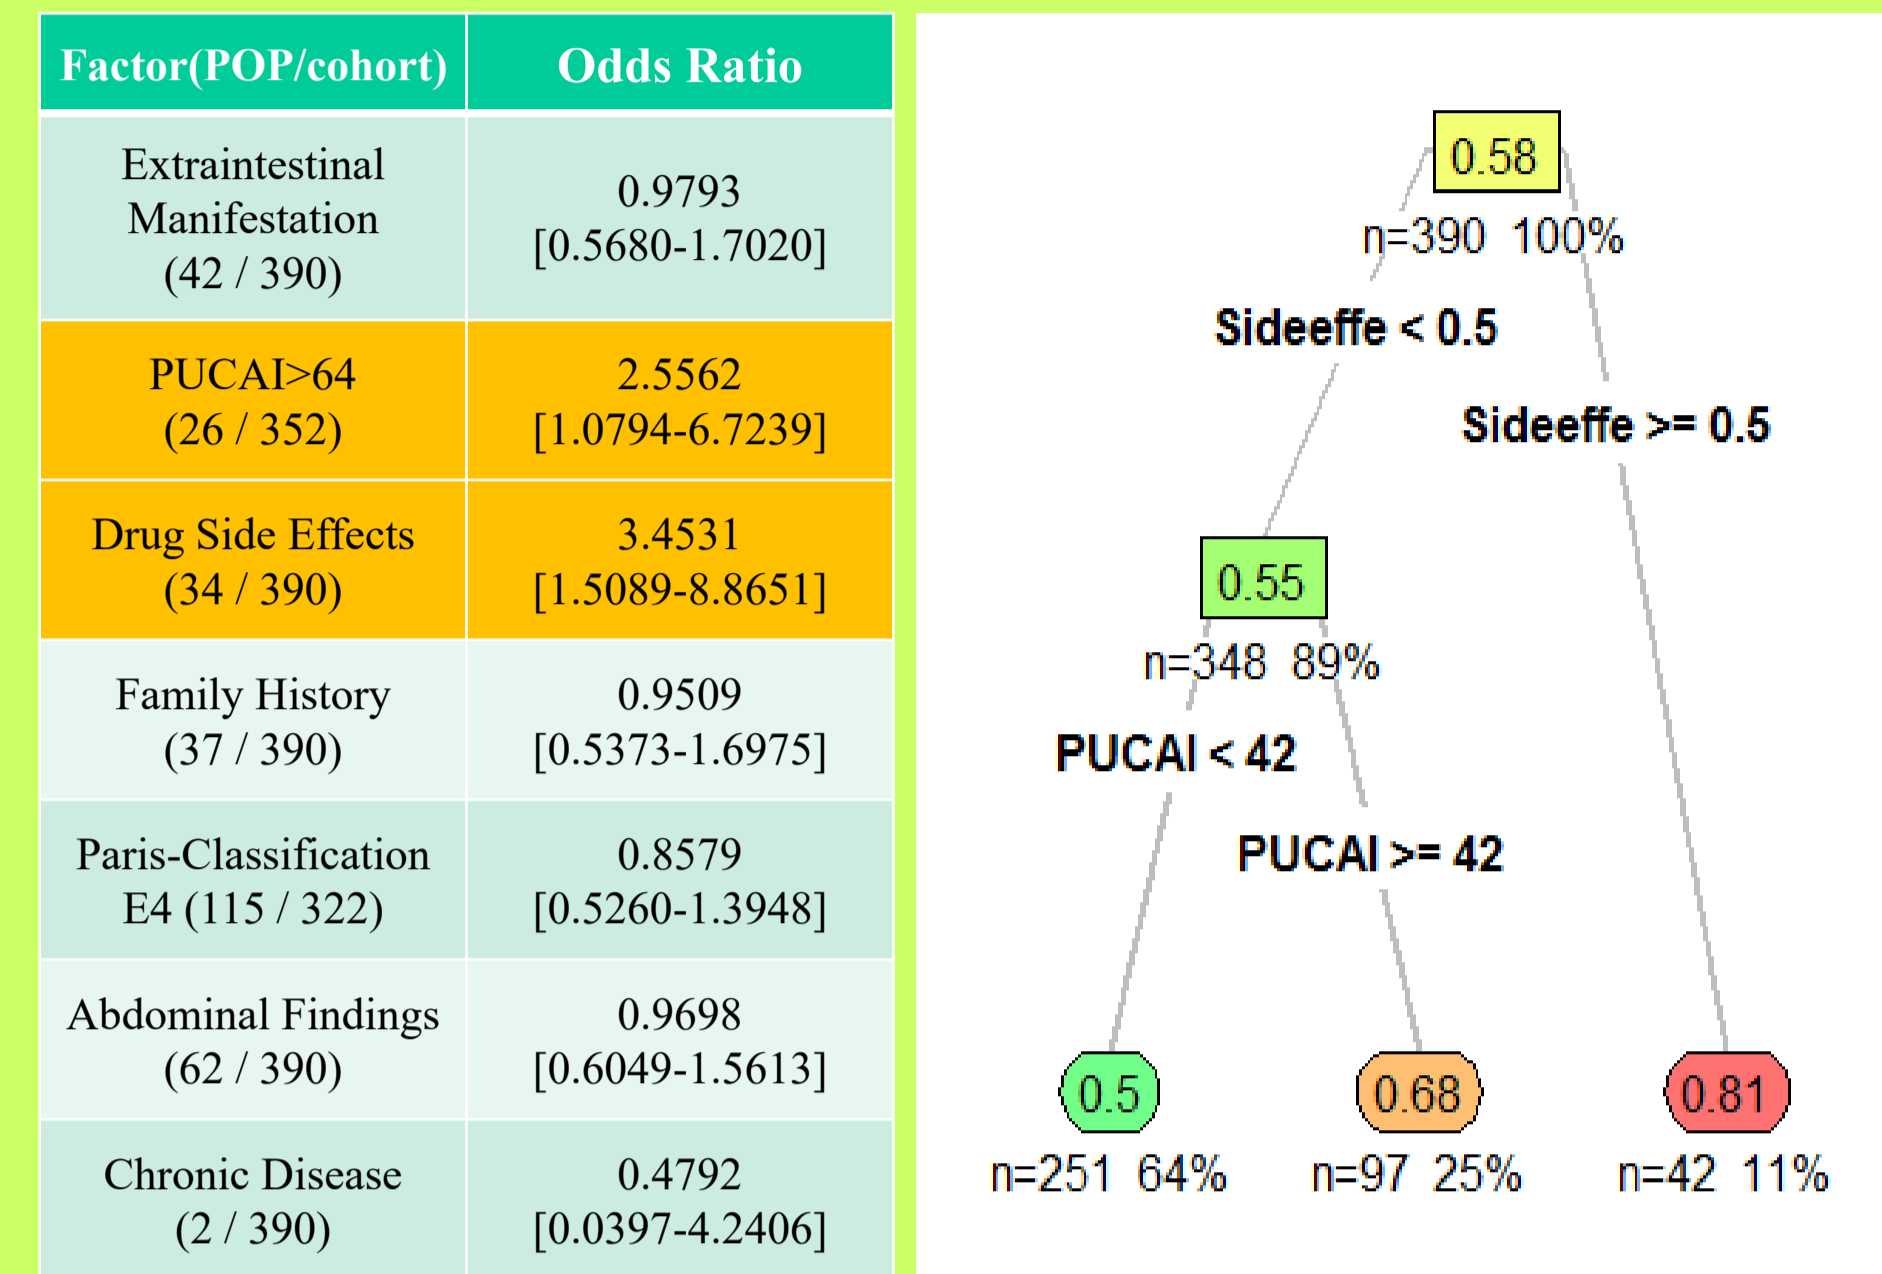 Factor(POP/cohort)
Odds Ratio
Extraintestinal
Manifestation
(42 / 390)
0.9793
[0.5680-1.7020]
PUCAI>64
(26 / 352)
2.5562
[1.0794-6.7239]
Drug Side Effects
(34 / 390)
3.4531
[1.5089-8.8651]
Family History
(37 / 390)
0.9509
[0.5373-1.6975]
Paris-Classification
E4 (115 / 322)
0.8579
[0.5260-1.3948]
Abdominal Findings
(62 / 390)
0.9698
[0.6049-1.5613]
Chronic Disease
(2 / 390)
0.4792
[0.0397-4.2406]
0.58
n=390 100%
Sideeffe < 0.5
Sideeffe >= 0.5
0.55
n=348 89%
PUCAI < 42
PUCAI >= 42
0.5
0.68
0.81
n=251 64%
n=97 25%
n=42 11%